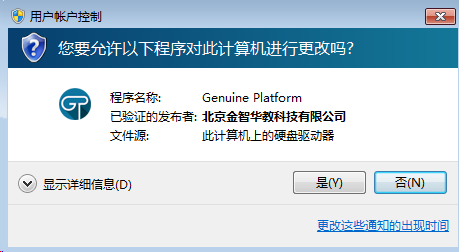 用户帐户控制
您要允许以下程序对此计算机进行更改吗?
GP
程序名称: Genuine Platform
已验证的发布者: 北京金智华教科技有限公司
文件源: 此计算机上的硬盘驱动器
显示详细信息(D)
是(Y)
否(N)
更改这些通知的出现时间